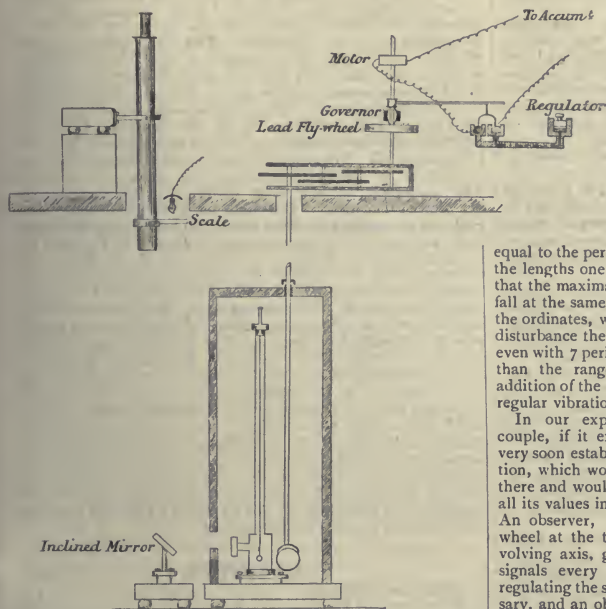 To Accumt
Motor
Governor
Regulator
Lead Fly-wheel
Scale
Inclined Mirror
equal to the per
the lengths one
that the maxima
fall at the same
the ordinates, w
disturbance the
even with 7 peri
than the rang
addition of the
regular vibratio
In our exp
couple, if it ex
very soon estab
tion, which wo
there and would
all its values in
An observer,
wheel at the t
volving axis, g
signals every
regulating the s
sary, and an ob